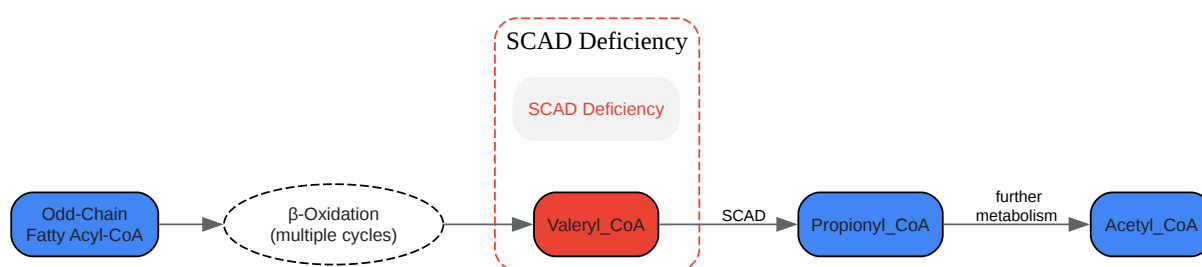 SCAD Deficiency
SCAD Deficiency
Odd-Chain
Fatty Acyl-CoA
β-Oxidation
(multiple cycles)
Valeryl_CoA
SCAD
Propionyl_CoA
further
metabolism
Acetyl_CoA